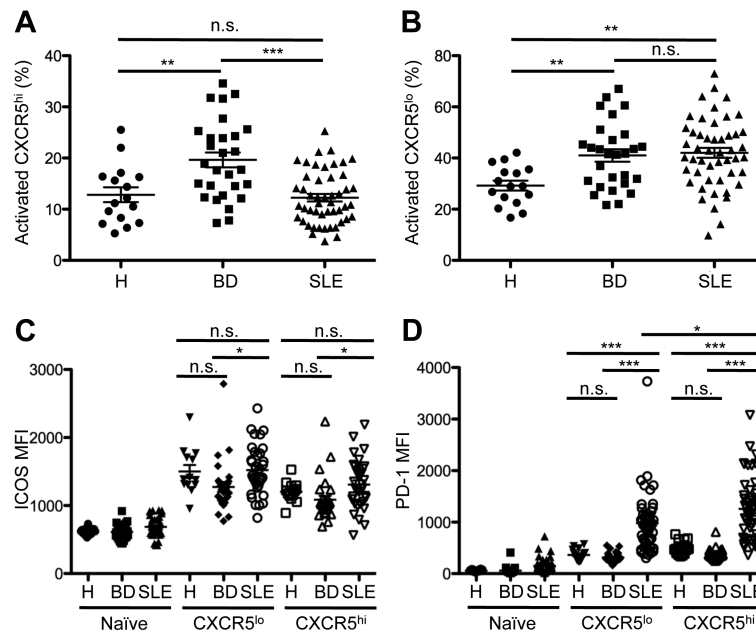 A
n.s.
** ***
Activated CXCR5hi (%)
40
30
20
10
0
H BD SLE
B
**
** n.s.
Activated CXCR5lo (%)
80
60
40
20
0
H BD SLE
C
n.s. n.s.
* *
n.s. n.s.
ICOS MFI
3000
2000
1000
0
H BD SLE H BD SLE H BD SLE
Naïve CXCR5lo CXCR5hi
D
*
*** ***
*** ***
n.s. n.s.
PD-1 MFI
4000
3000
2000
1000
0
H BD SLE H BD SLE H BD SLE
Naïve CXCR5lo CXCR5hi